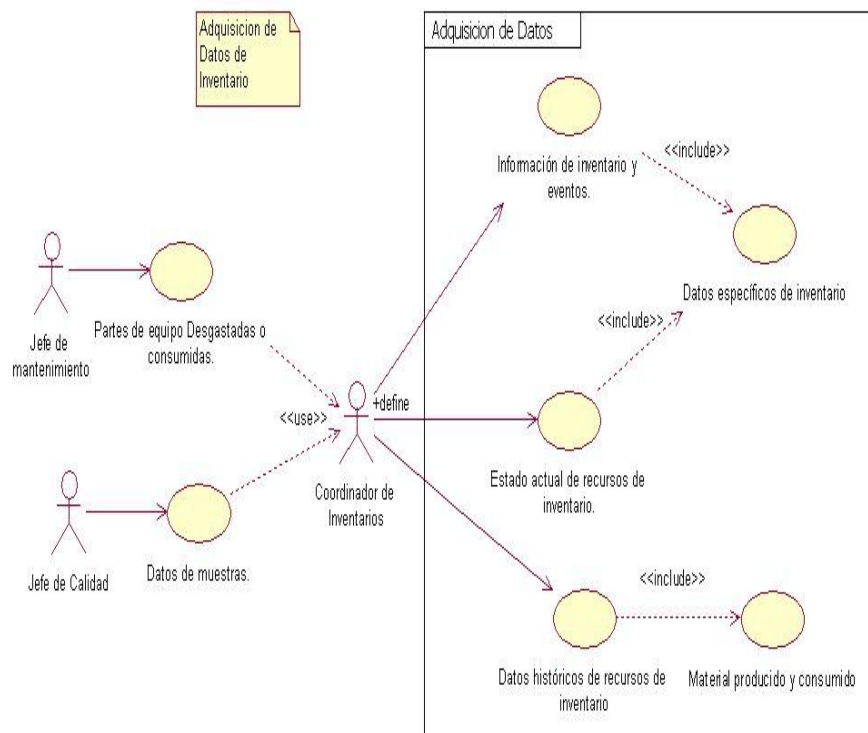 Adquisicion de
Datos de
Inventario
Adquisicion de Datos
Información de inventario y
eventos.
<<include>>
Datos específicos de inventario
Jefe de
mantenimiento
Partes de equipo Desgastadas o
consumidas.
<<include>>
<<use>>
+define
Coordinador de
Inventarios
Estado actual de recursos de
inventario.
Jefe de Calidad
Datos de muestras.
<<include>>
Datos históricos de recursos de
inventario
Material producido y consumido